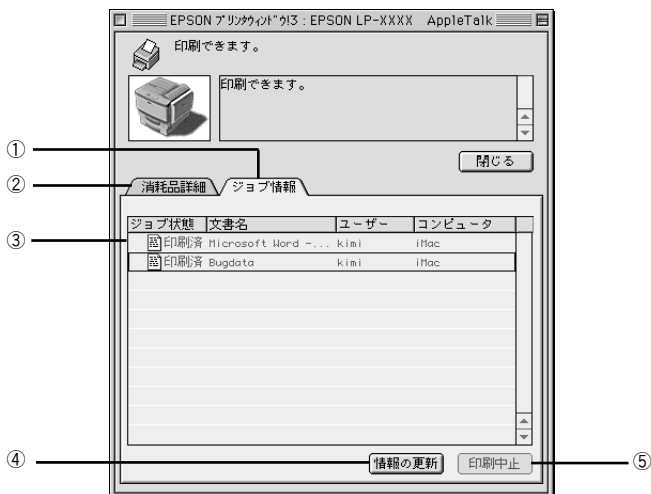 EPSON プリンタウィンドウ!3 : EPSON LP-XXXX AppleTalk
印刷できます。
印刷できます。
閉じる
①
② 消耗品詳細 ジョブ情報
ジョブ状態 文書名 ユーザー コンピュータ
③ 印刷済 Microsoft Word -... kimi iMac
印刷済 Bugdata kimi iMac
④ 情報の更新 印刷中止 ⑤